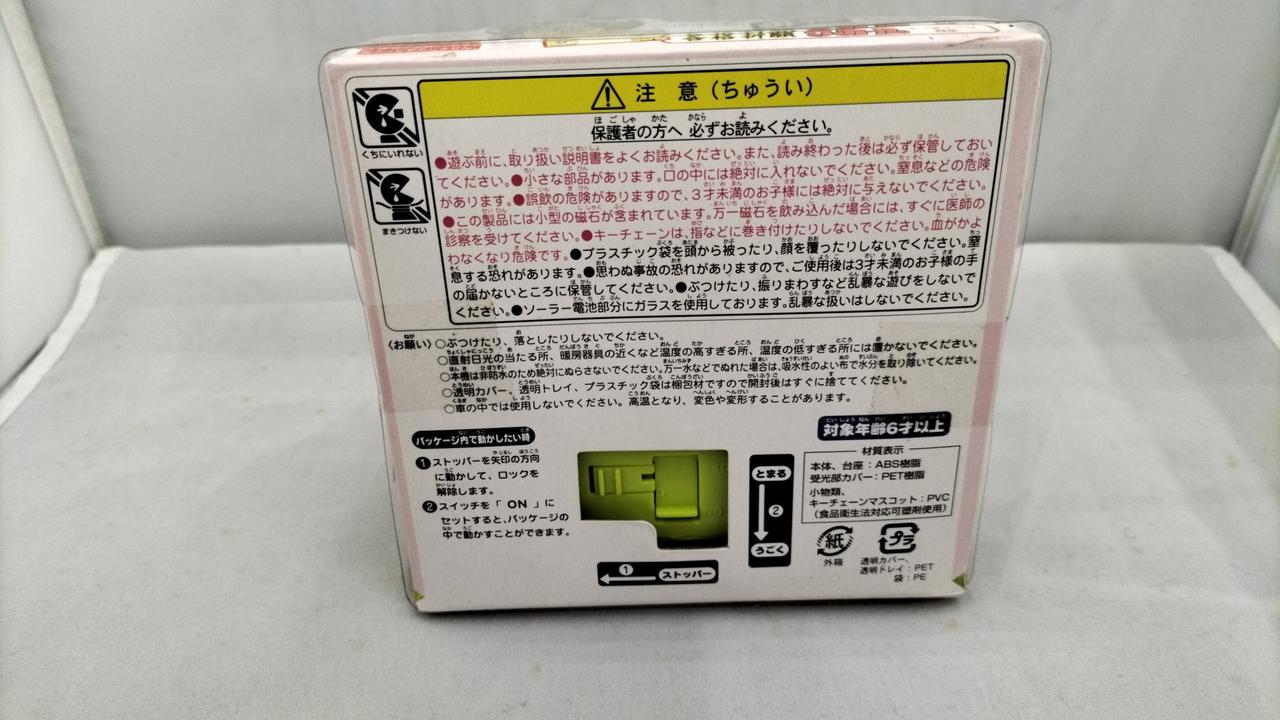 くちにいれない
まきつけない
注 意(ちゅうい)
保護者の方へ 必ずお読みください。
●遊ぶ前に、取り扱い説明書をよくお読みください。また、読み終わった後は必ず保管しておい
てください。●小さな部品があります。口の中には絶対に入れないでください。窒息などの危険
があります。●誤飲の危険がありますので、3才未満のお子様には絶対に与えないでください。
●この製品には小型の磁石が含まれています。万一磁石を飲み込んだ場合には、すぐに医師の
診察を受けてください。●キーチェーンは、指などに巻き付けたりしないでください。血がかよ
わなくなり危険です。●プラスチック袋を頭から被ったり、顔を覆ったりしないでください。窒
息する恐れがあります。●思わぬ事故の恐れがありますので、ご使用後は3才未満のお子様の手
の届かないところに保管してください。●ぶつけたり、振りまわすなど乱暴な遊びをしないで
ください。●ソーラー電池部分にガラスを使用しております。乱暴な扱いはしないでください。
〈お願い〉○ぶつけたり、落としたりしないでください。
○直射日光の当たる所、暖房器具の近くなど温度の高すぎる所、温度の低すぎる所には置かないでください。
○本機は非防水のため絶対にぬらさないでください。万一水などでぬれた場合は、吸水性のよい布で水分を取り除いてください。
○透明カバー、透明トレイ、プラスチック袋は梱包材ですので開封後はすぐに捨ててください。
○車の中では使用しないでください。高温となり、変色や変形することがあります。
パッケージ内で動かしたい時
❶ストッパーを矢印の方向
に動かして、ロックを
解除します。
❷スイッチを「 ON 」に
セットすると、パッケージの
中で動かすことができます。
① ストッパー
とまる
②
うごく
対象年齢6才以上
材質表示
本体、台座:ABS樹脂
受光部カバー:PET樹脂
小物類、
キーチェーンマスコット:PVC
(食品衛生法対応可塑剤使用)
紙
外箱
プラ
透明カバー、
透明トレイ:PET
袋:PE